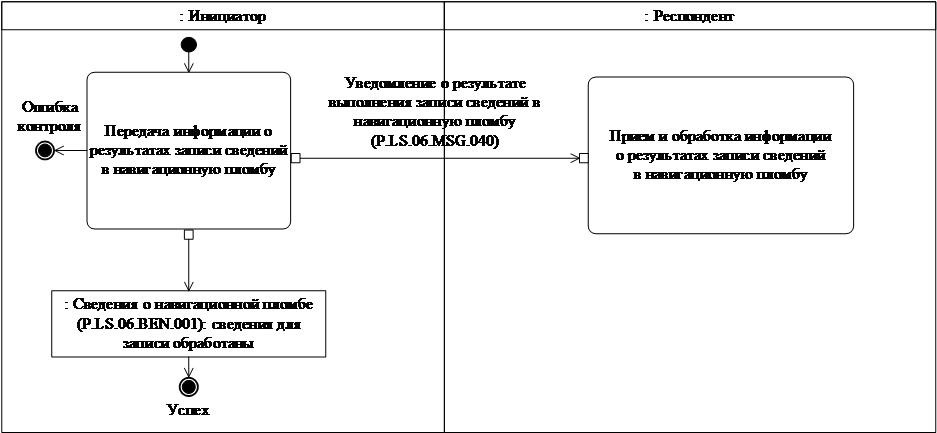 : Инициатор
: Респондент
Ошибка
контроля
Передача информации о
результатах записи сведений
в навигационную пломбу
Уведомление о результате
выполнения записи сведений в
навигационную пломбу
(P.LS.06.MSG.040)
Прием и обработка информации
о результатах записи сведений
в навигационную пломбу
: Сведения о навигационной пломбе
(P.LS.06.BEN.001): сведения для
записи обработаны
Успех